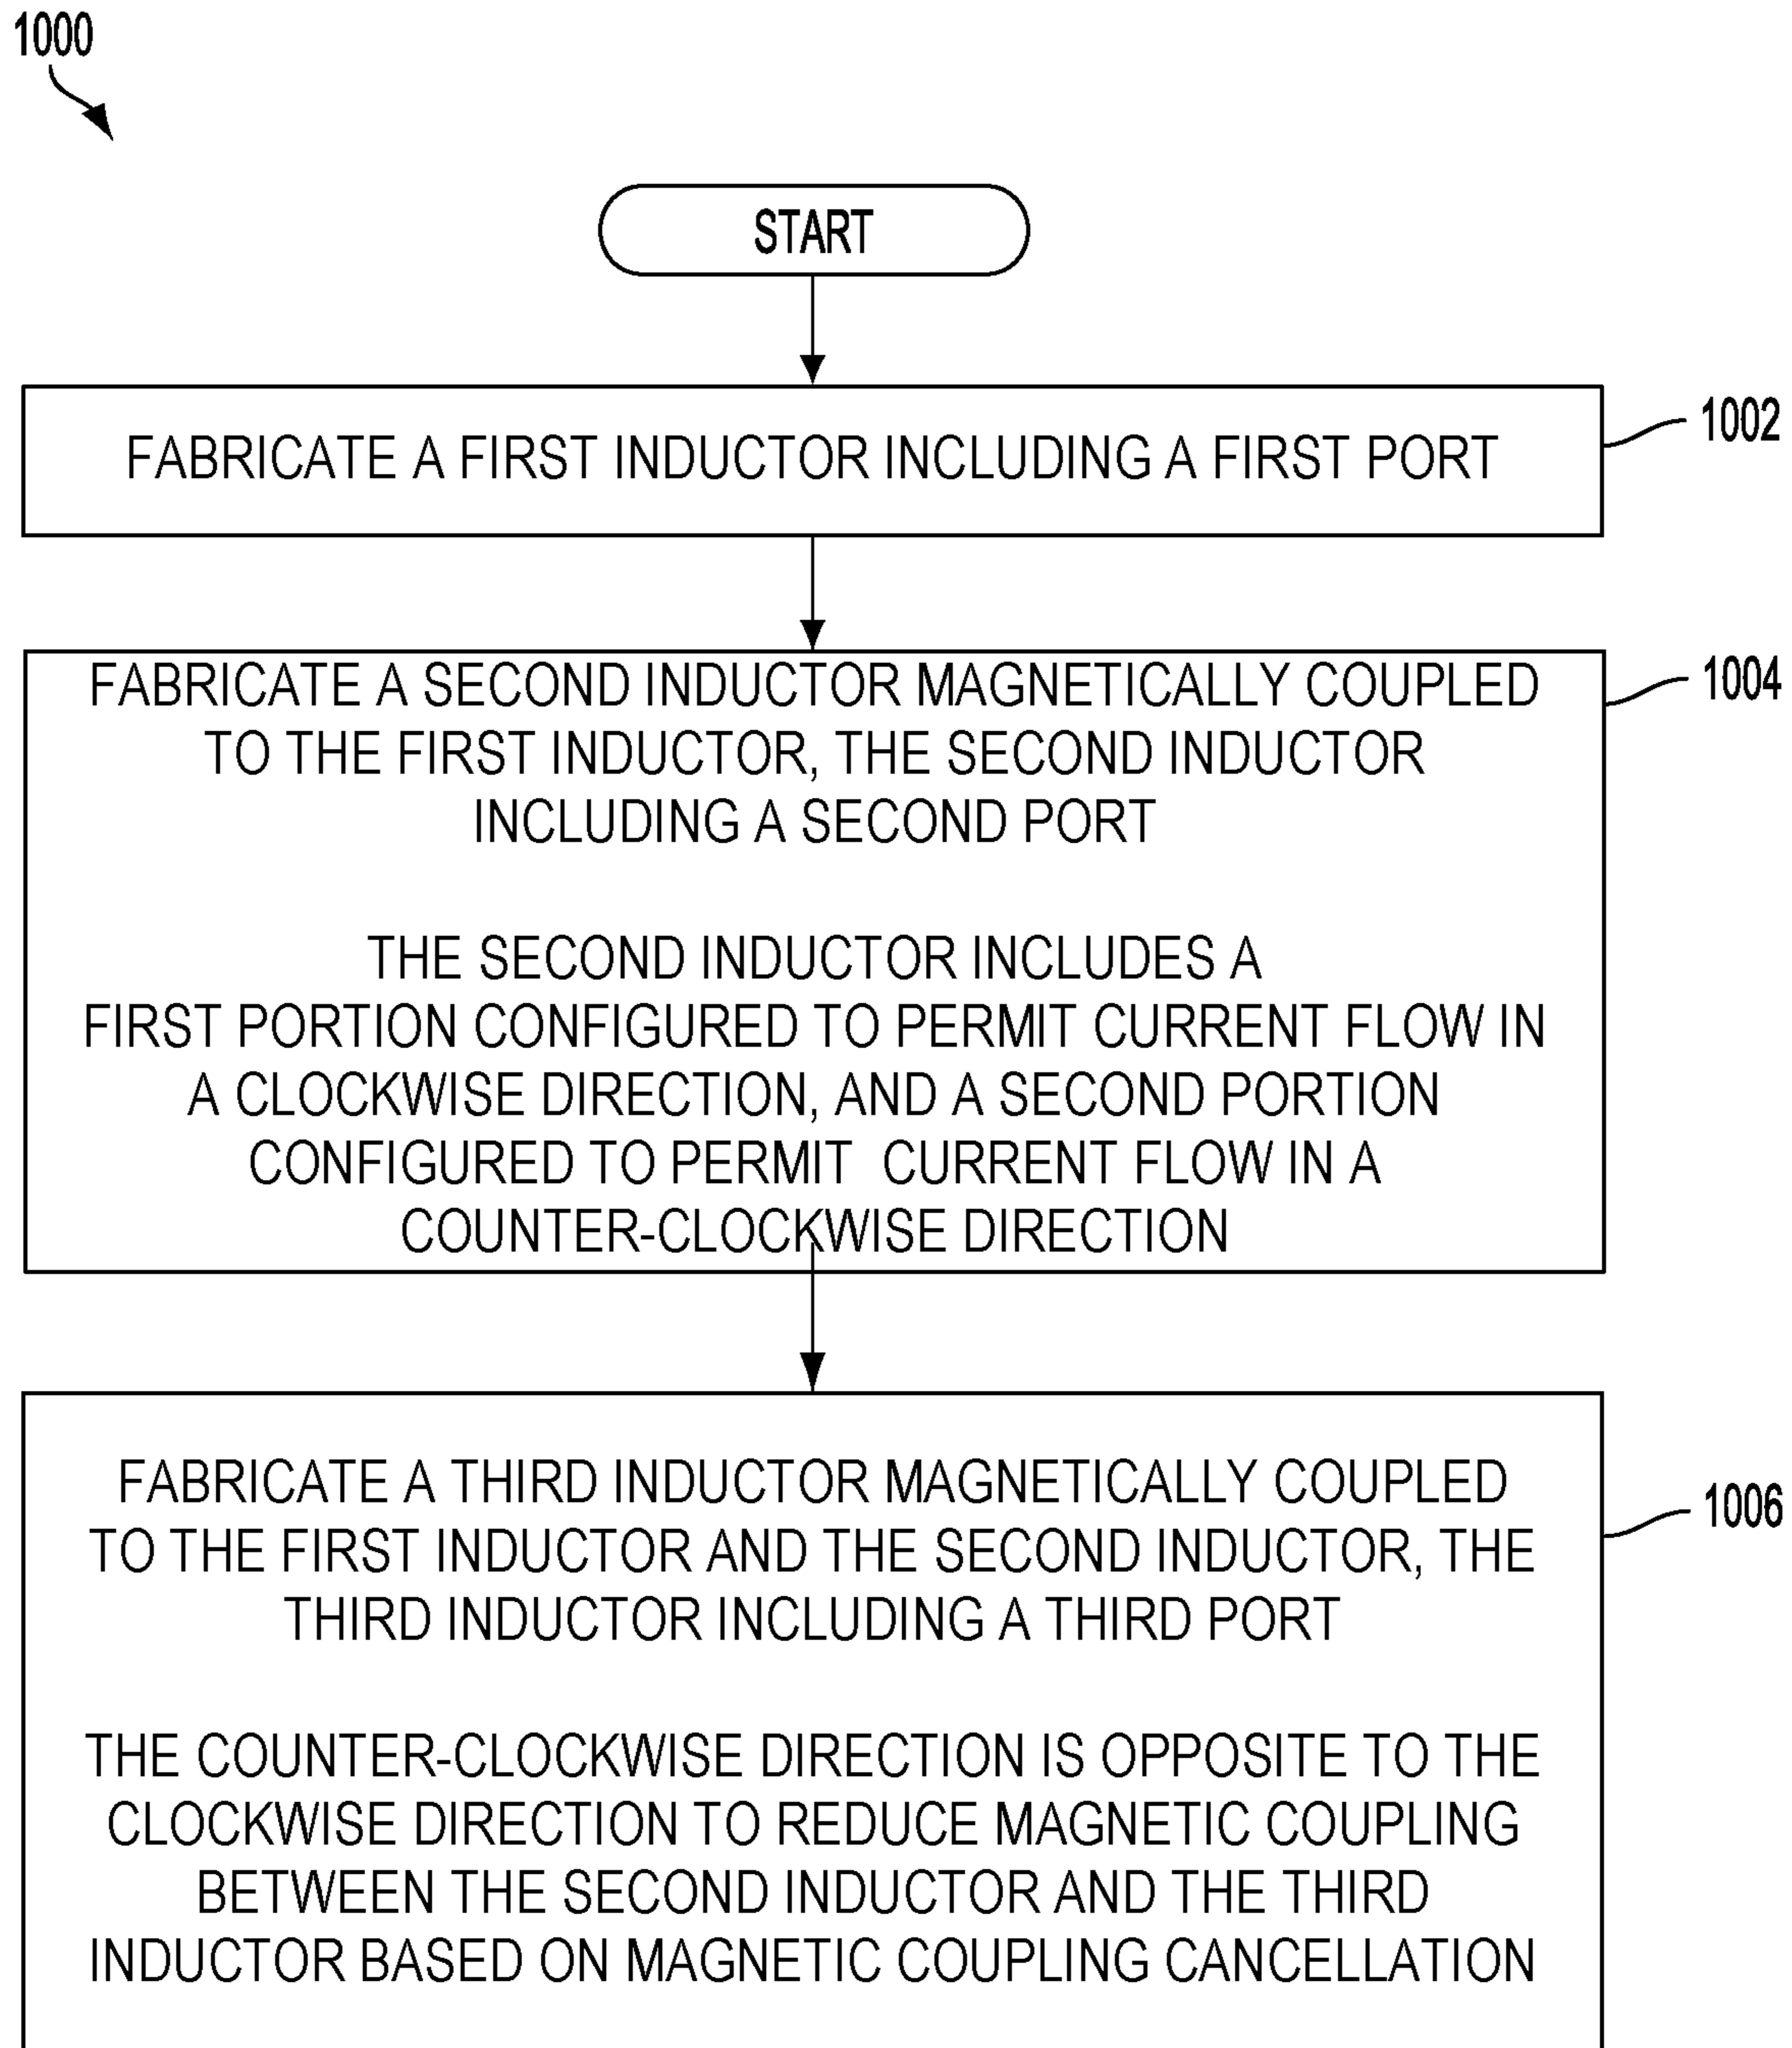 1000
START
FABRICATE A FIRST INDUCTOR INCLUDING A FIRST PORT
1002
FABRICATE A SECOND INDUCTOR MAGNETICALLY COUPLED
TO THE FIRST INDUCTOR, THE SECOND INDUCTOR
INCLUDING A SECOND PORT
THE SECOND INDUCTOR INCLUDES A
FIRST PORTION CONFIGURED TO PERMIT CURRENT FLOW IN
A CLOCKWISE DIRECTION, AND A SECOND PORTION
CONFIGURED TO PERMIT CURRENT FLOW IN A
COUNTER-CLOCKWISE DIRECTION
1004
FABRICATE A THIRD INDUCTOR MAGNETICALLY COUPLED
TO THE FIRST INDUCTOR AND THE SECOND INDUCTOR, THE
THIRD INDUCTOR INCLUDING A THIRD PORT
THE COUNTER-CLOCKWISE DIRECTION IS OPPOSITE TO THE
CLOCKWISE DIRECTION TO REDUCE MAGNETIC COUPLING
BETWEEN THE SECOND INDUCTOR AND THE THIRD
INDUCTOR BASED ON MAGNETIC COUPLING CANCELLATION
1006